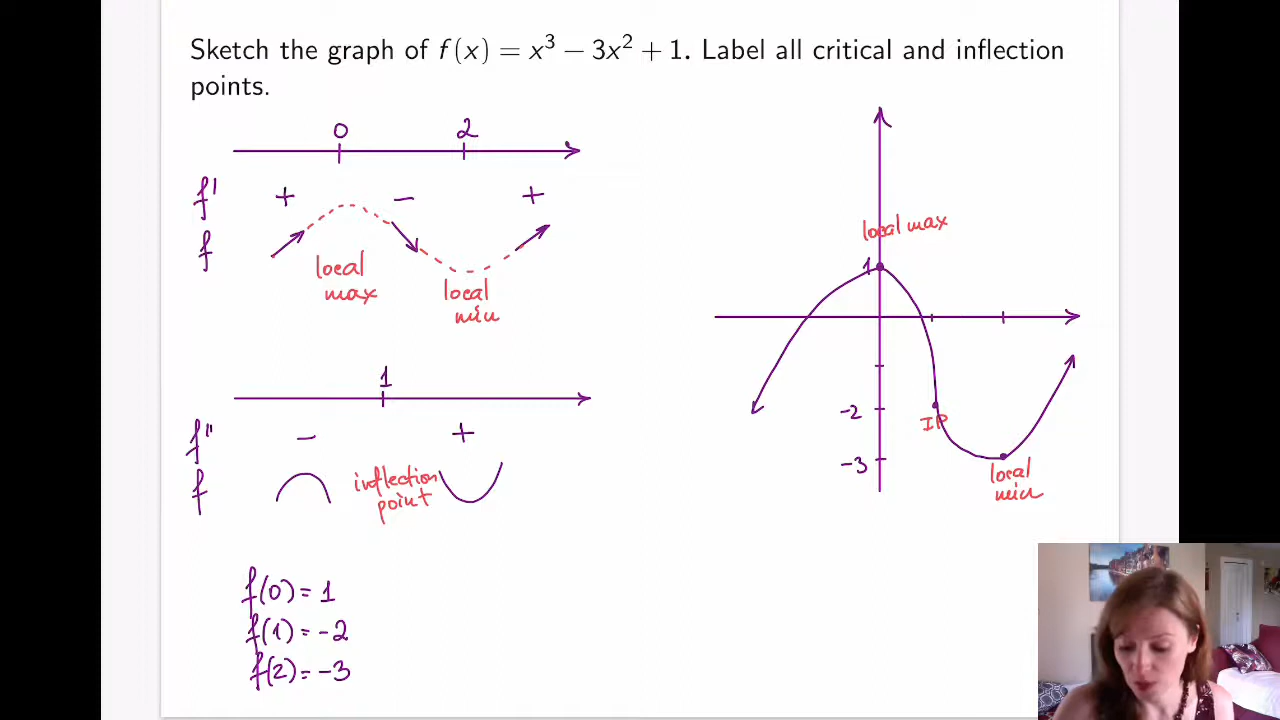 Sketch the graph of f(x) = x³ − 3x² + 1. Label all critical and inflection
points.
0 2
f' + − +
f
local
max
local
min
1
f'' − +
f
inflection
point
f(0) = 1
f(1) = -2
f(2) = -3
local max
1
-2
IP
-3
local
min